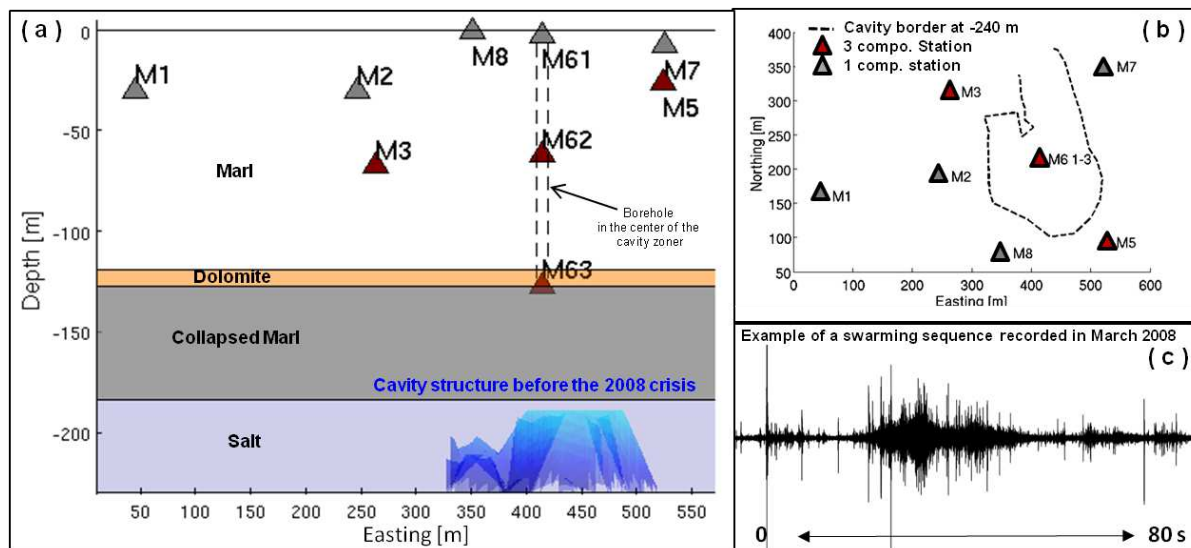 ( a )
0
M8
M61
M1
M2
M7
M5
-50
M3
M62
Marl
Borehole
in the center of the
cavity zoner
-100
Depth [m]
Dolomite
M63
-150
Collapsed Marl
Cavity structure before the 2008 crisis
Salt
-200
50 100 150 200 250 300 350 400 450 500 550
Easting [m]
( b )
Cavity border at -240 m
3 compo. Station
1 comp. station
400
350
300
250
200
150
100
50
Northing [m]
M7
M3
M6 1-3
M2
M1
M8
M5
0 100 200 300 400 500 600
Easting [m]
Example of a swarming sequence recorded in March 2008
( c )
0 80 s